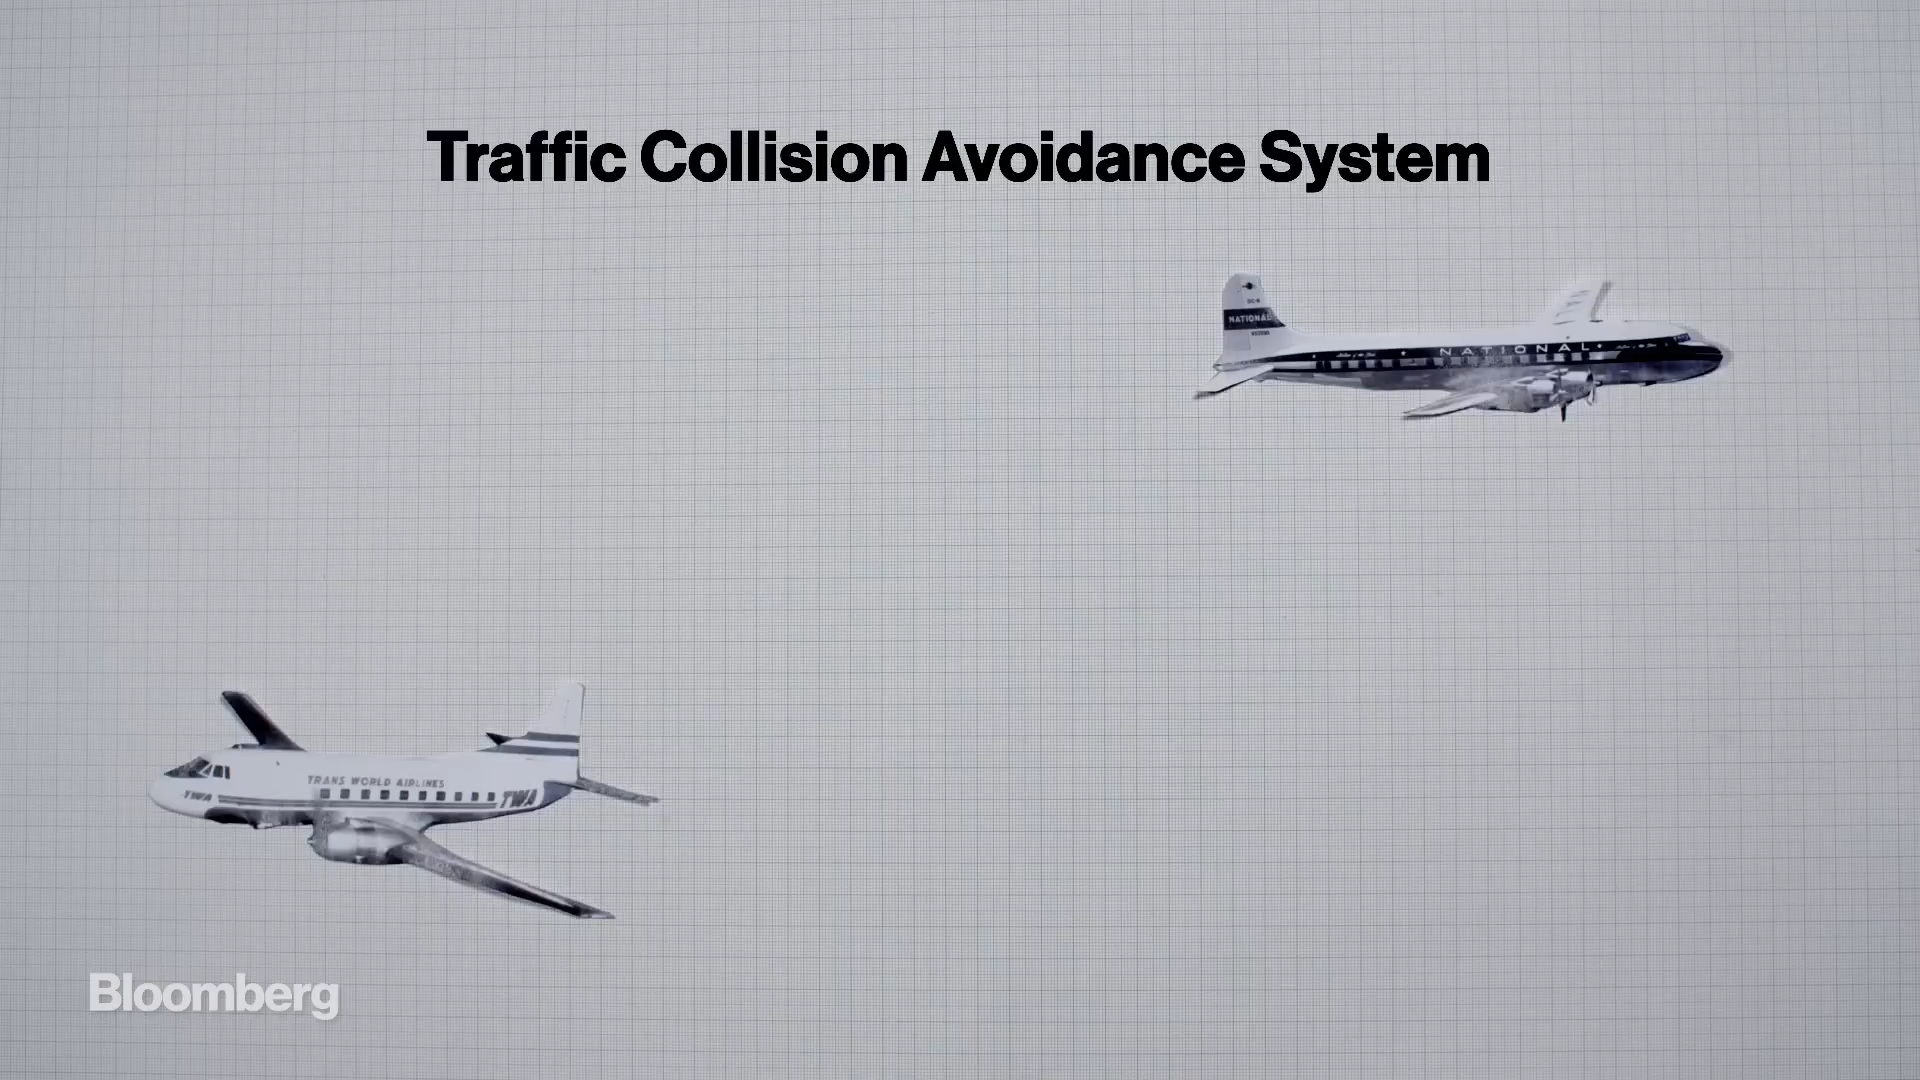 Traffic Collision Avoidance System
NATIONAL
NATIONAL
TRANS WORLD AIRLINES
TWA
TWA
Bloomberg